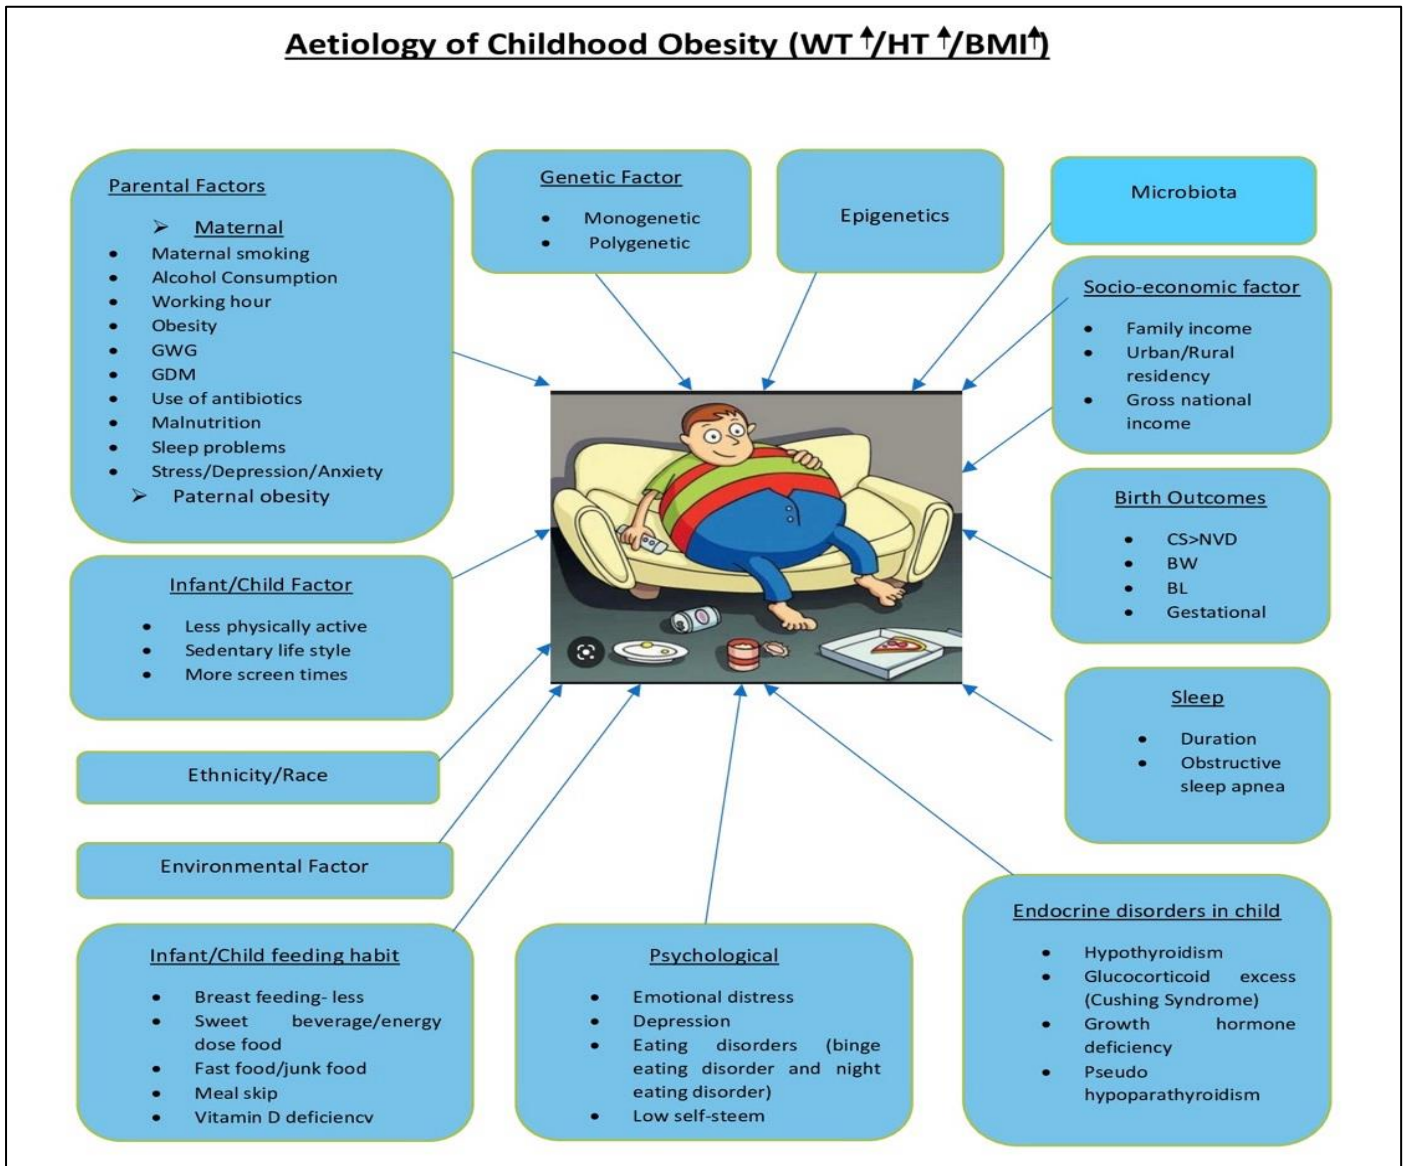 Aetiology of Childhood Obesity (WT ↑/HT ↑/BMI↑)
Parental Factors
➢ Maternal
• Maternal smoking
• Alcohol Consumption
• Working hour
• Obesity
• GWG
• GDM
• Use of antibiotics
• Malnutrition
• Sleep problems
• Stress/Depression/Anxiety
➢ Paternal obesity
Genetic Factor
• Monogenetic
• Polygenetic
Epigenetics
Microbiota
Socio-economic factor
• Family income
• Urban/Rural
residency
• Gross national
income
Birth Outcomes
• CS>NVD
• BW
• BL
• Gestational
Sleep
• Duration
• Obstructive
sleep apnea
Infant/Child Factor
• Less physically active
• Sedentary life style
• More screen times
Ethnicity/Race
Environmental Factor
Infant/Child feeding habit
• Breast feeding- less
• Sweet beverage/energy
dose food
• Fast food/junk food
• Meal skip
• Vitamin D deficiency
Psychological
• Emotional distress
• Depression
• Eating disorders (binge
eating disorder and night
eating disorder)
• Low self-steem
Endocrine disorders in child
• Hypothyroidism
• Glucocorticoid excess
(Cushing Syndrome)
• Growth hormone
deficiency
• Pseudo
hypoparathyroidism